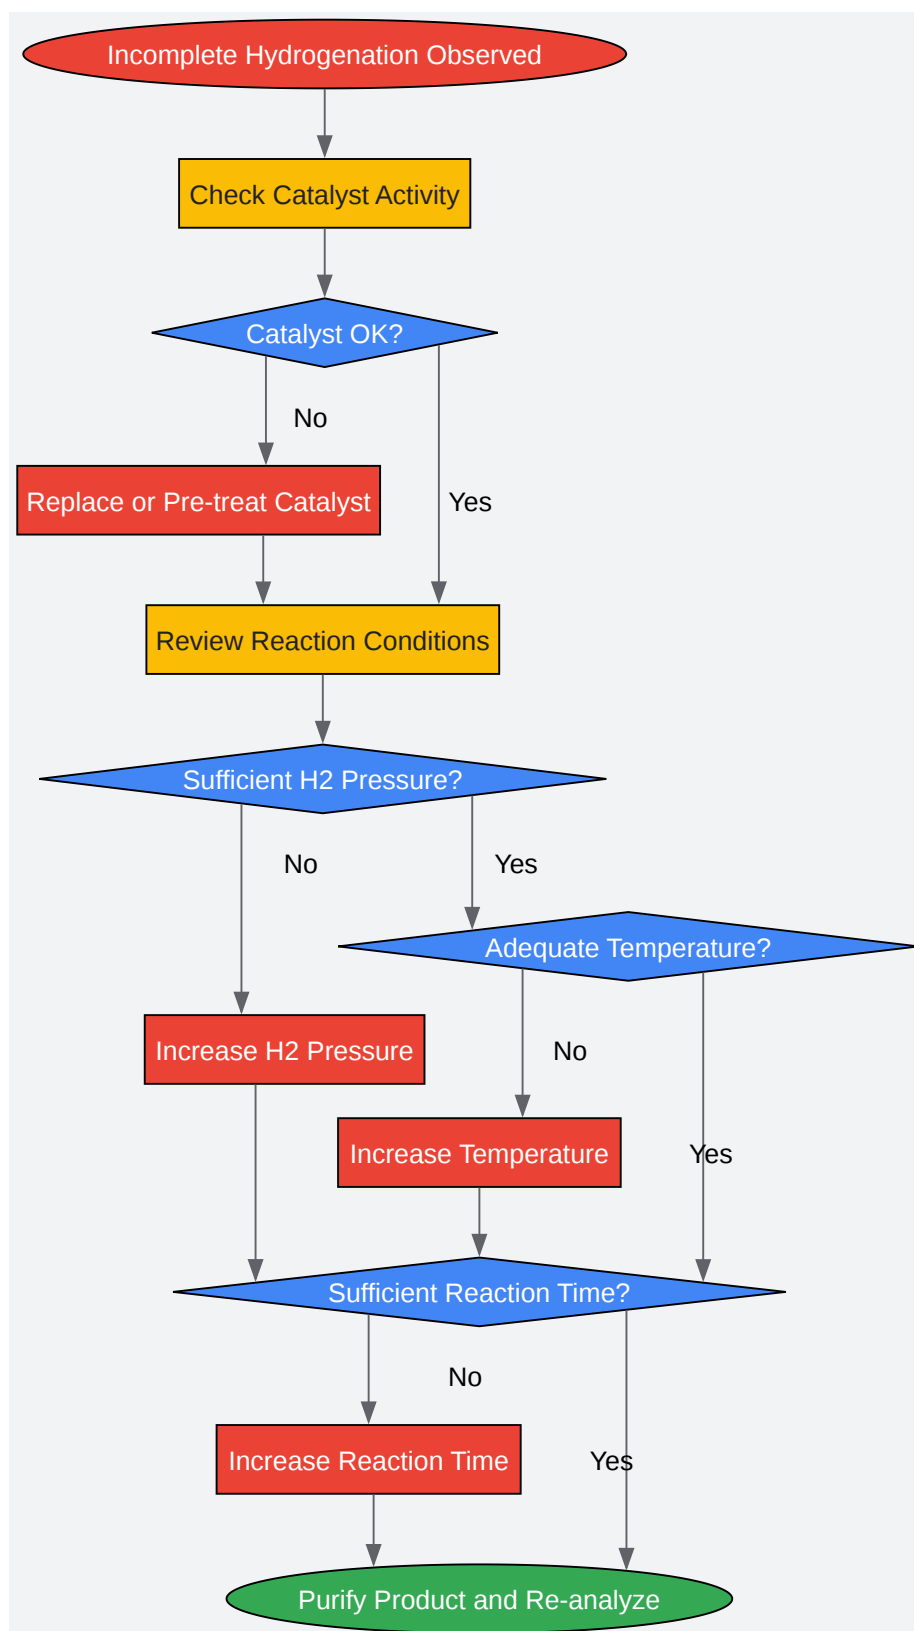 Incomplete Hydrogenation Observed
Check Catalyst Activity
Catalyst OK?
No
Replace or Pre-treat Catalyst
Yes
Review Reaction Conditions
Sufficient H2 Pressure?
No
Yes
Adequate Temperature?
Increase H2 Pressure
No
Increase Temperature
Yes
Sufficient Reaction Time?
No
Increase Reaction Time
Yes
Purify Product and Re-analyze